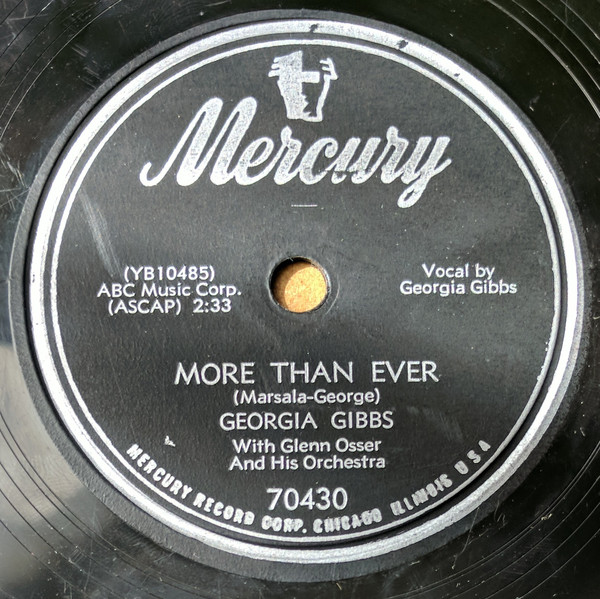 Mercury
(YB10485)
ABC Music Corp.
(ASCAP) 2:33
Vocal by
Georgia Gibbs
MORE THAN EVER
(Marsala-George)
GEORGIA GIBBS
With Glenn Osser
And His Orchestra
70430
MERCURY RECORD CORP. CHICAGO ILLINOIS U S A